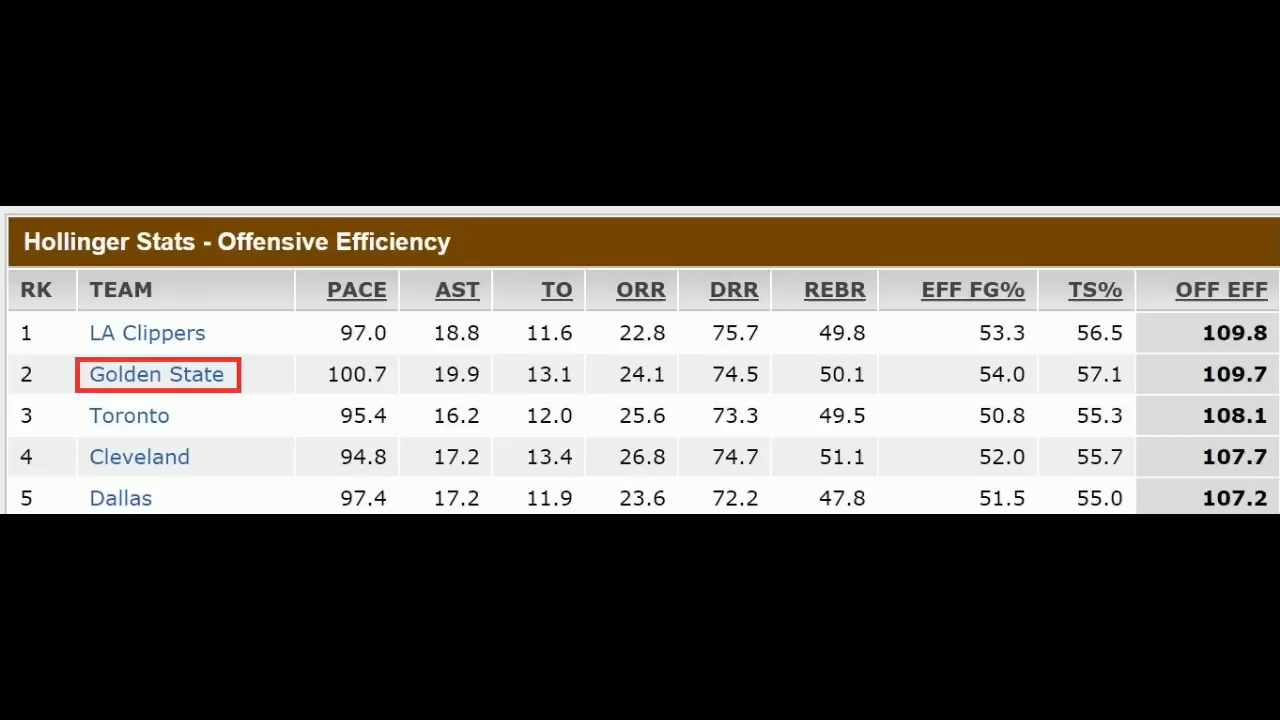 Hollinger Stats - Offensive Efficiency
RK TEAM PACE AST TO ORR DRR REBR EFF FG% TS% OFF EFF
1 LA Clippers 97.0 18.8 11.6 22.8 75.7 49.8 53.3 56.5 109.8
2 Golden State 100.7 19.9 13.1 24.1 74.5 50.1 54.0 57.1 109.7
3 Toronto 95.4 16.2 12.0 25.6 73.3 49.5 50.8 55.3 108.1
4 Cleveland 94.8 17.2 13.4 26.8 74.7 51.1 52.0 55.7 107.7
5 Dallas 97.4 17.2 11.9 23.6 72.2 47.8 51.5 55.0 107.2